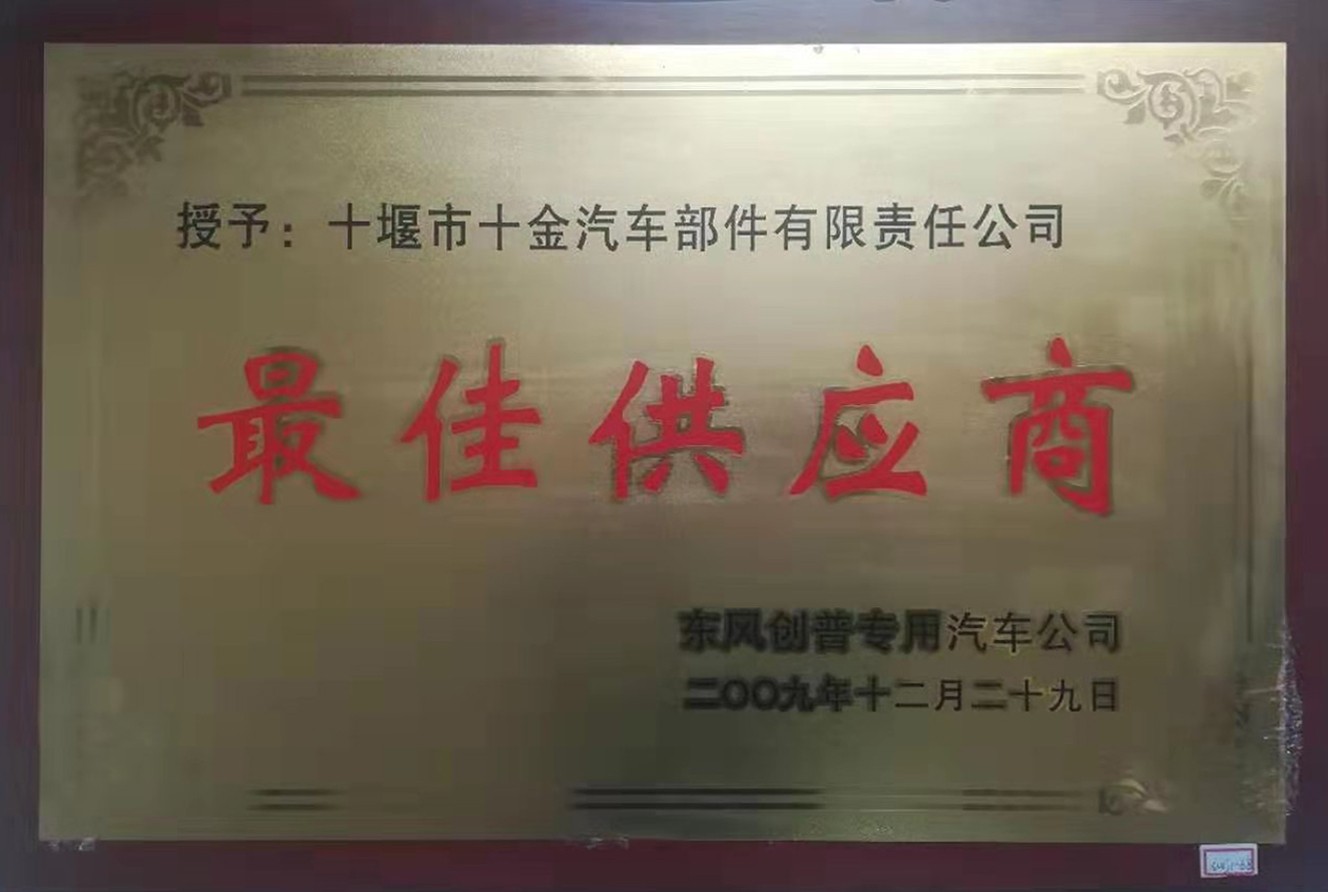 授予：十堰市十金汽车部件有限责任公司
最佳供应商
东风创普专用汽车公司
二〇〇九年十二月二十九日